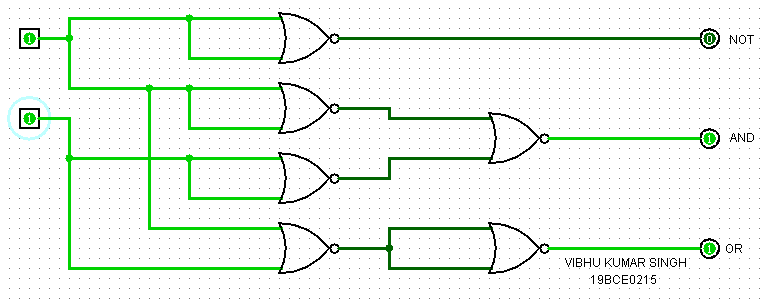 1
0 NOT
1
1 AND
1 OR
VIBHU KUMAR SINGH
19BCE0215